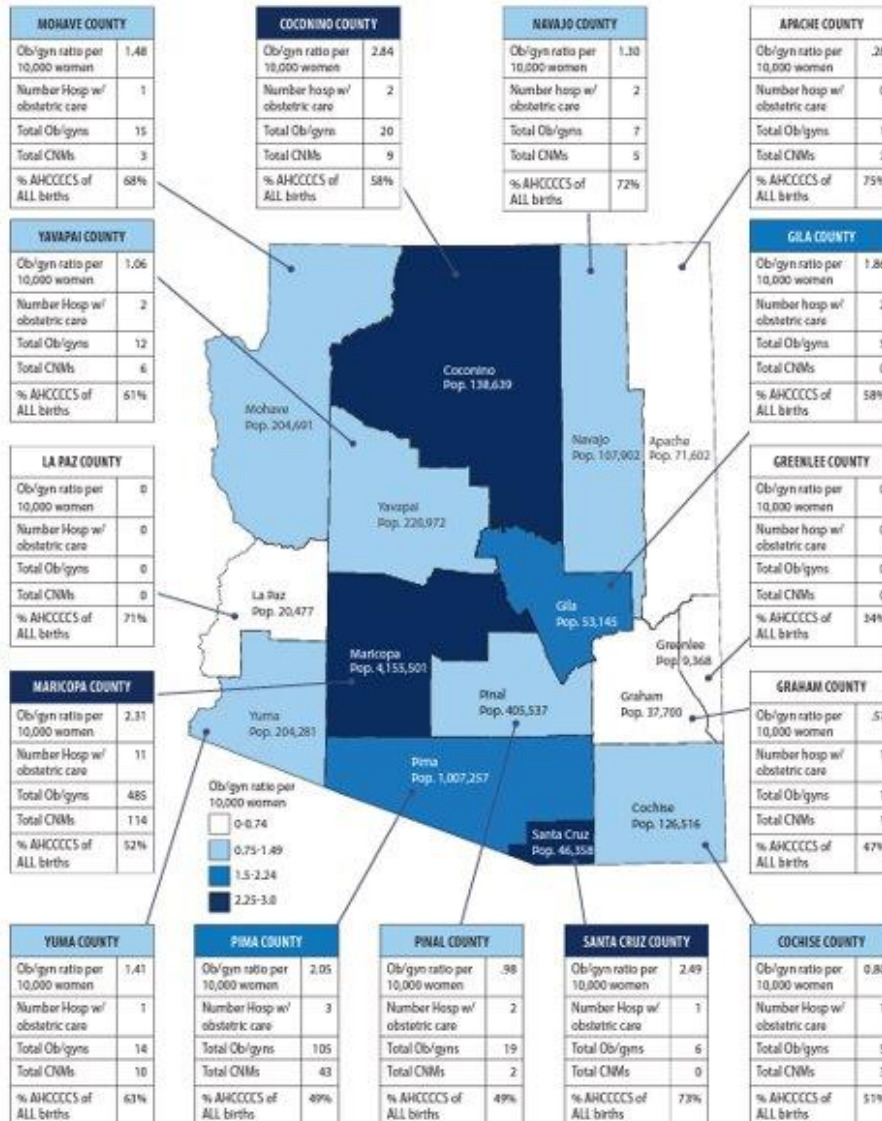 MOHAVE COUNTY
Ob/gyn ratio per
10,000 women
1.48
Number Hosp w/
obstetric care
1
Total Ob/gyns
15
Total CNMs
3
% AHCCCS of
ALL births
68%
COCONINO COUNTY
Ob/gyn ratio per
10,000 women
2.84
Number hosp w/
obstetric care
2
Total Ob/gyns
20
Total CNMs
9
% AHCCCS of
ALL births
58%
NAVAJO COUNTY
Ob/gyn ratio per
10,000 women
1.30
Number hosp w/
obstetric care
2
Total Ob/gyns
7
Total CNMs
5
% AHCCCS of
ALL births
72%
APACHE COUNTY
Ob/gyn ratio per
10,000 women
Number hosp w/
obstetric care
Total Ob/gyns
Total CNMs
% AHCCCS of
ALL births
75%
YAVAPAI COUNTY
Ob/gyn ratio per
10,000 women
1.06
Number Hosp w/
obstetric care
2
Total Ob/gyns
12
Total CNMs
6
% AHCCCS of
ALL births
61%
GILA COUNTY
Ob/gyn ratio per
10,000 women
1.86
Number hosp w/
obstetric care
Total Ob/gyns
Total CNMs
% AHCCCS of
ALL births
58%
LA PAZ COUNTY
Ob/gyn ratio per
10,000 women
0
Number Hosp w/
obstetric care
0
Total Ob/gyns
0
Total CNMs
0
% AHCCCS of
ALL births
71%
GREENLEE COUNTY
Ob/gyn ratio per
10,000 women
Number hosp w/
obstetric care
Total Ob/gyns
Total CNMs
% AHCCCS of
ALL births
34%
MARICOPA COUNTY
Ob/gyn ratio per
10,000 women
2.31
Number Hosp w/
obstetric care
11
Total Ob/gyns
485
Total CNMs
114
% AHCCCS of
ALL births
52%
GRAHAM COUNTY
Ob/gyn ratio per
10,000 women
Number hosp w/
obstetric care
Total Ob/gyns
Total CNMs
% AHCCCS of
ALL births
47%
Coconino
Pop. 138,639
Mohave
Pop. 204,691
Navajo
Pop. 107,902
Apache
Pop. 71,602
Yavapai
Pop. 220,972
La Paz
Pop. 20,477
Gila
Pop. 53,145
Greenlee
Pop. 9,368
Maricopa
Pop. 4,155,501
Graham
Pop. 37,700
Pinal
Pop. 405,537
Yuma
Pop. 204,281
Pima
Pop. 1,007,257
Cochise
Pop. 126,516
Santa Cruz
Pop. 46,358
Ob/gyn ratio per
10,000 women
0-0.74
0.75-1.49
1.5-2.24
2.25-3.0
YUMA COUNTY
Ob/gyn ratio per
10,000 women
1.41
Number Hosp w/
obstetric care
1
Total Ob/gyns
14
Total CNMs
10
% AHCCCS of
ALL births
63%
PIMA COUNTY
Ob/gyn ratio per
10,000 women
2.05
Number Hosp w/
obstetric care
3
Total Ob/gyns
105
Total CNMs
43
% AHCCCS of
ALL births
49%
PINAL COUNTY
Ob/gyn ratio per
10,000 women
.98
Number Hosp w/
obstetric care
2
Total Ob/gyns
19
Total CNMs
2
% AHCCCS of
ALL births
49%
SANTA CRUZ COUNTY
Ob/gyn ratio per
10,000 women
2.49
Number Hosp w/
obstetric care
1
Total Ob/gyns
6
Total CNMs
0
% AHCCCS of
ALL births
73%
COCHISE COUNTY
Ob/gyn ratio per
10,000 women
Number Hosp w/
obstetric care
Total Ob/gyns
Total CNMs
% AHCCCS of
ALL births
51%